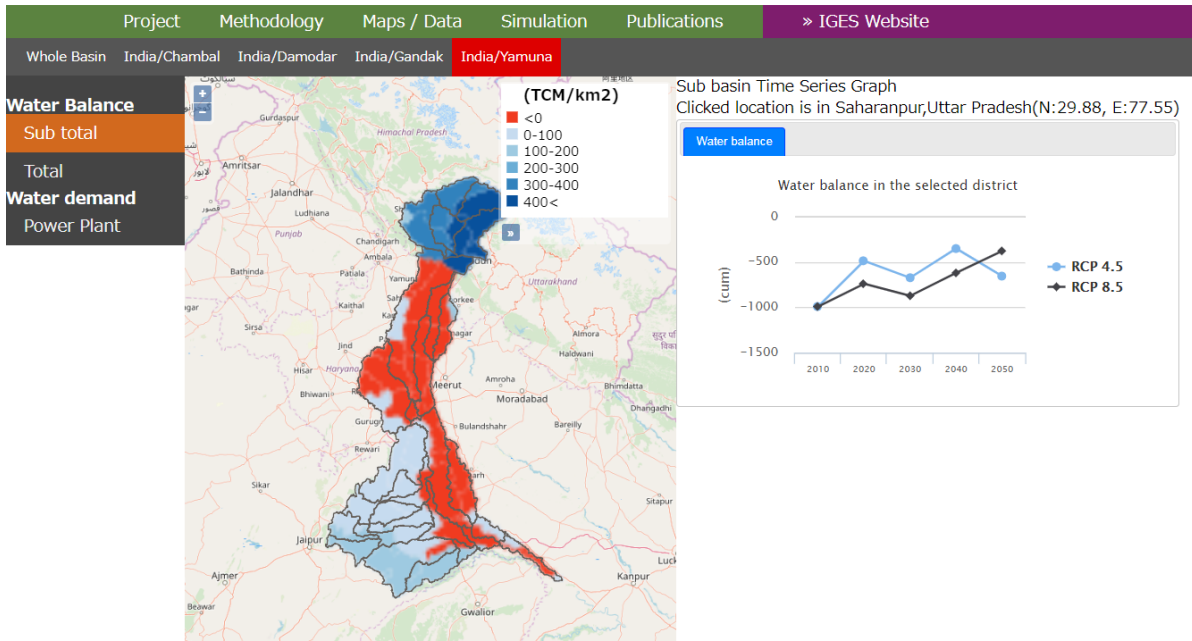 Project Methodology Maps / Data Simulation Publications » IGES Website
Whole Basin India/Chambal India/Damodar India/Gandak India/Yamuna
Water Balance
Sub total
Total
Water demand
Power Plant
+
−
(TCM/km2)
<0
0-100
100-200
200-300
300-400
400<
»
Gurdaspur
Himachal Pradesh
Amritsar
Jalandhar
Ludhiana
Punjab
Chandigarh
Ambala
Bathinda
Patiala
Uttarakhand
Kaithal
Sirsa
Jind
Almora
Haldwani
Hisar
Meerut
Amroha
Bhimdatta
Bhiwani
Moradabad
Dhangadhi
Bulandshahr
Bareilly
Rewari
Sikar
Sitapur
Jaipur
Ajmer
Kanpur
Beawar
Gwalior
Sub basin Time Series Graph
Clicked location is in Saharanpur,Uttar Pradesh(N:29.88, E:77.55)
Water balance
Water balance in the selected district
0
−500
−1000
−1500
(cum)
2010 2020 2030 2040 2050
RCP 4.5
RCP 8.5